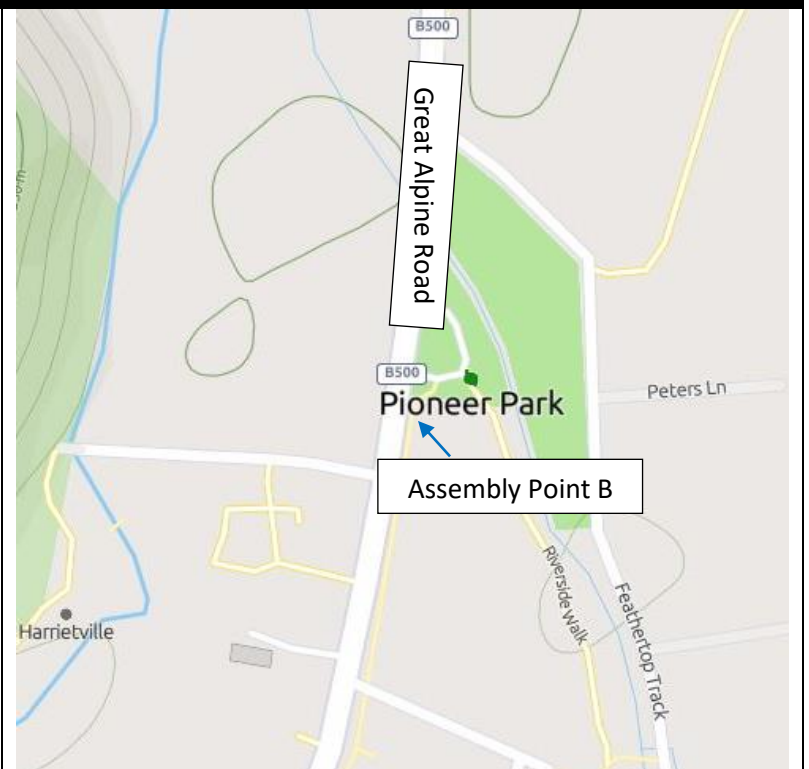 B500
Great Alpine Road
B500
Pioneer Park
Peters Ln
Assembly Point B
Riverside Walk
Feathertop Track
Harrietville